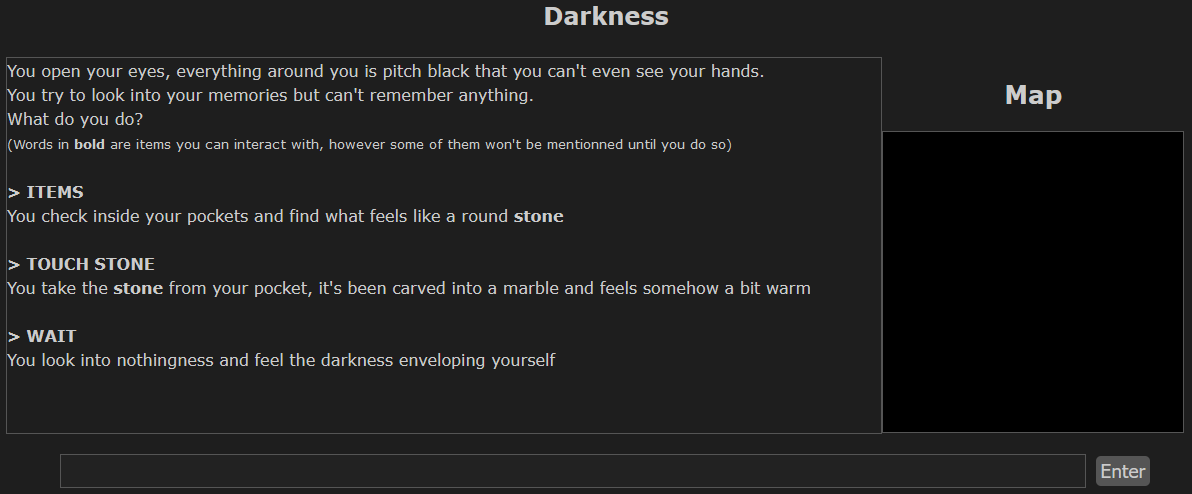 Darkness
You open your eyes, everything around you is pitch black that you can't even see your hands.
You try to look into your memories but can't remember anything.
What do you do?
(Words in bold are items you can interact with, however some of them won't be mentionned until you do so)
> ITEMS
You check inside your pockets and find what feels like a round stone
> TOUCH STONE
You take the stone from your pocket, it's been carved into a marble and feels somehow a bit warm
> WAIT
You look into nothingness and feel the darkness enveloping yourself
Map
Enter